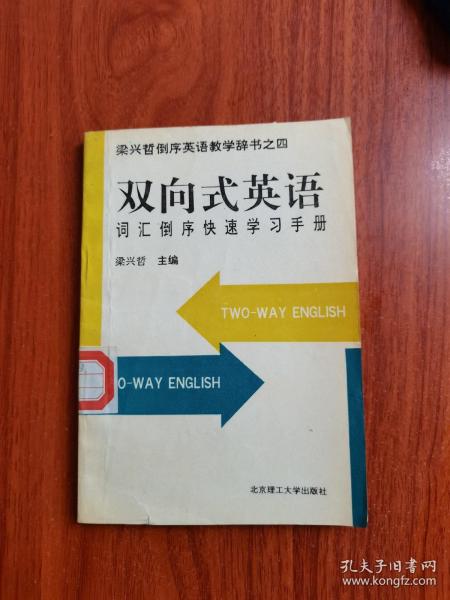 梁兴哲倒序英语教学辞书之四
双向式英语
词汇倒序快速学习手册
梁兴哲 主编
TWO-WAY ENGLISH
O-WAY ENGLISH
北京理工大学出版社
孔夫子旧书网
www.kongfz.com